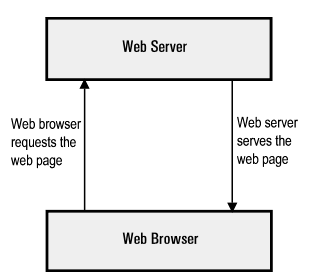 Web Server
Web browser
requests the
web page
Web server
serves the
web page
Web Browser